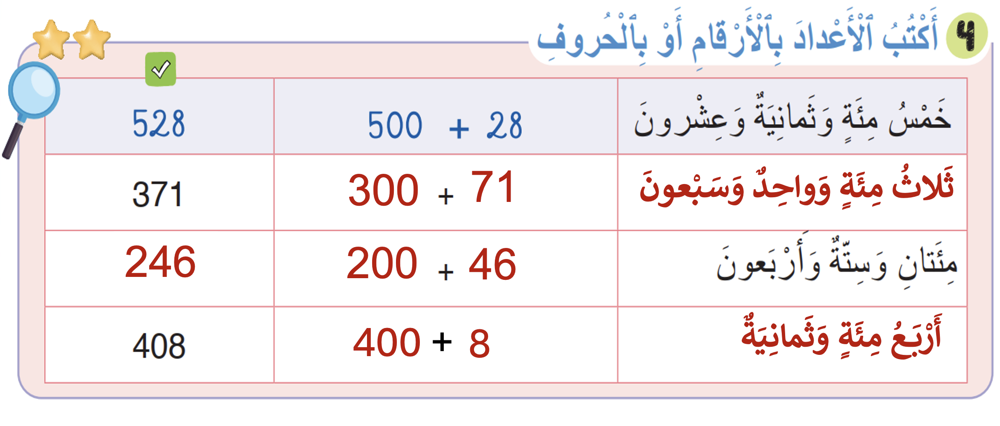 4 أَكْتُبُ ٱلْأَعْدادَ بِٱلْأَرْقامِ أَوْ بِٱلْحُروفِ
خَمْسُ مِئَةٍ وَثَمانِيَةٌ وَعِشْرونَ 500 + 28 528
ثَلاثُ مِئَةٍ وَواحِدٌ وَسَبْعونَ 300 + 71 371
مِئَتانِ وَسِتَّةٌ وَأَرْبَعونَ 200 + 46 246
أَرْبَعُ مِئَةٍ وَثَمانِيَةٌ 400 + 8 408